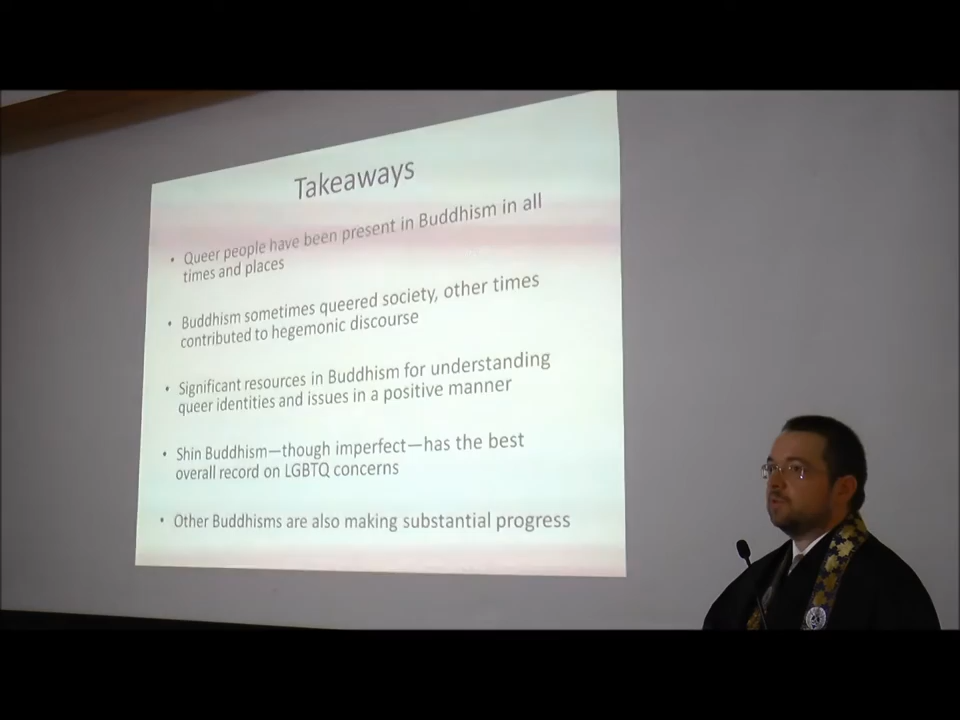 Takeaways
• Queer people have been present in Buddhism in all
times and places
• Buddhism sometimes queered society, other times
contributed to hegemonic discourse
• Significant resources in Buddhism for understanding
queer identities and issues in a positive manner
• Shin Buddhism—though imperfect—has the best
overall record on LGBTQ concerns
• Other Buddhisms are also making substantial progress